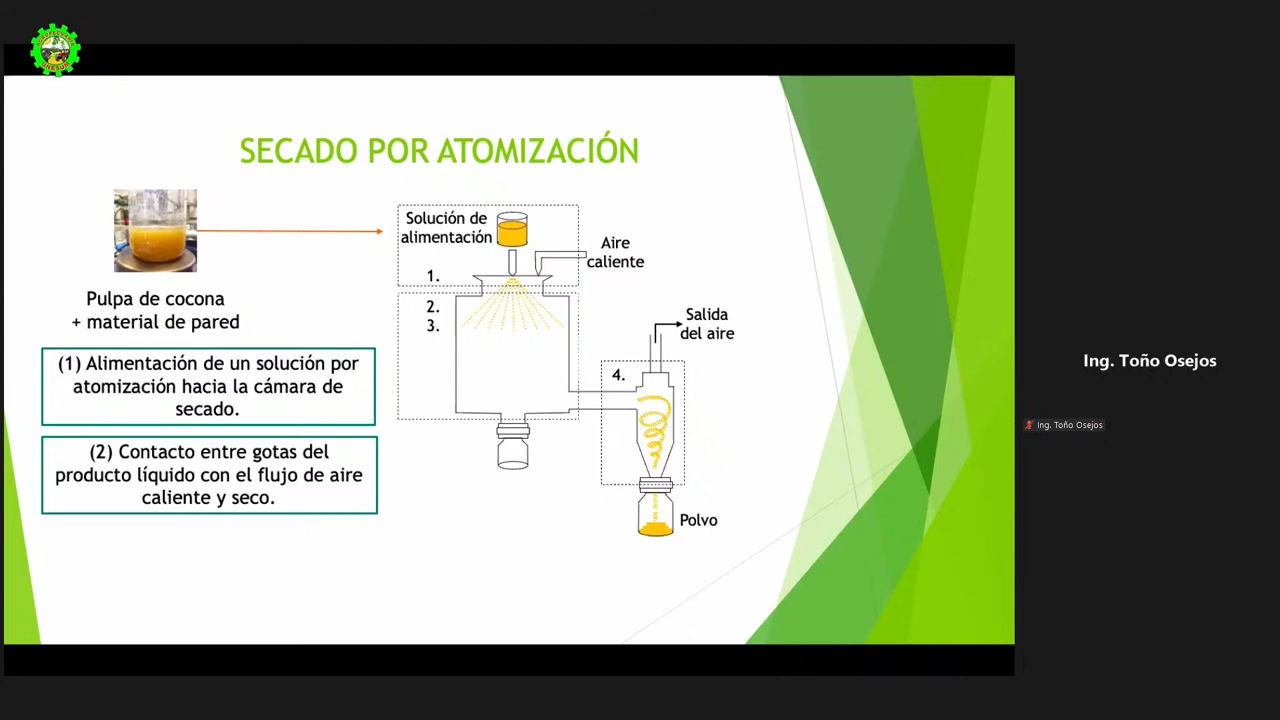 SECADO POR ATOMIZACIÓN
Solución de
alimentación
Aire
caliente
1.
2.
3.
Salida
del aire
4.
Polvo
Pulpa de cocona
+ material de pared
(1) Alimentación de un solución por
atomización hacia la cámara de
secado.
(2) Contacto entre gotas del
producto líquido con el flujo de aire
caliente y seco.
Ing. Toño Osejos
Ing. Toño Osejos